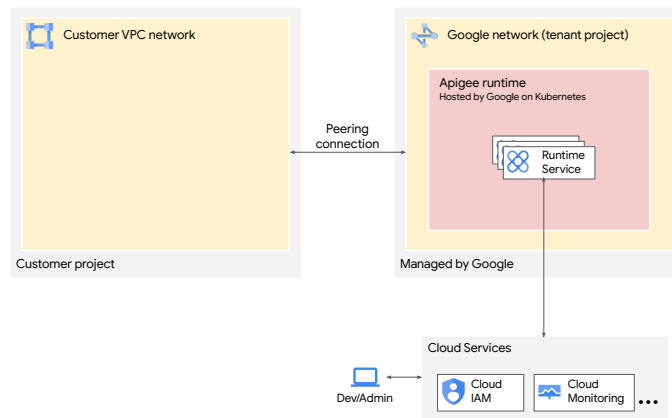 Customer VPC network
Google network (tenant project)
Apigee runtime
Hosted by Google on Kubernetes
Peering
connection
Runtime
Service
Customer project
Managed by Google
Cloud Services
Dev/Admin
Cloud
IAM
Cloud
Monitoring
...